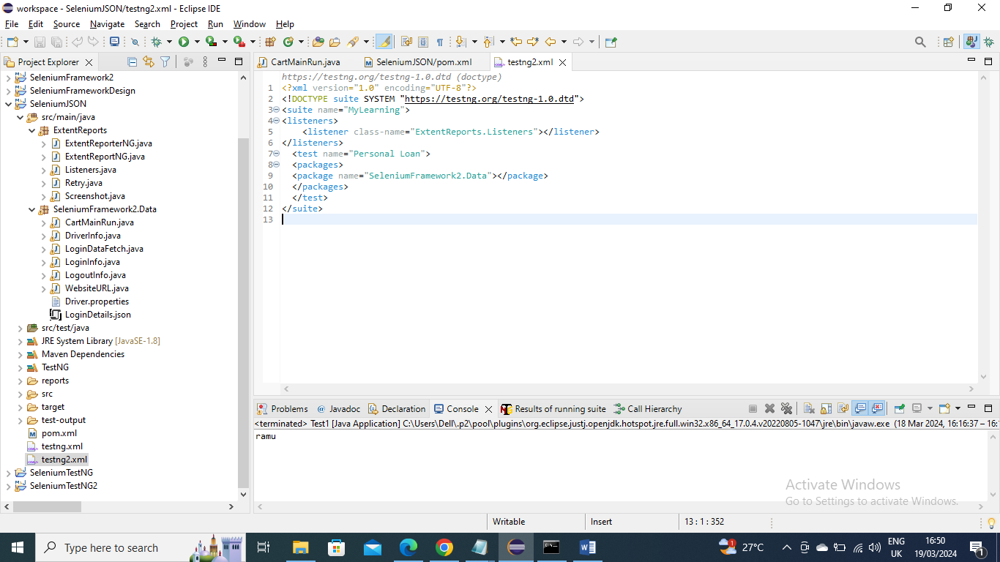 workspace - SeleniumJSON/testng2.xml - Eclipse IDE
File Edit Source Navigate Search Project Run Window Help
Project Explorer
SeleniumFramework2
SeleniumFrameworkDesign
SeleniumJSON
src/main/java
ExtentReports
ExtentReporterNG.java
ExtentReportNG.java
Listeners.java
Retry.java
Screenshot.java
SeleniumFramework2.Data
CartMainRun.java
DriverInfo.java
LoginDataFetch.java
LoginInfo.java
LogoutInfo.java
WebsiteURL.java
Driver.properties
LoginDetails.json
src/test/java
JRE System Library [JavaSE-1.8]
Maven Dependencies
TestNG
reports
src
target
test-output
pom.xml
testng.xml
testng2.xml
SeleniumTestNG
SeleniumTestNG2
CartMainRun.java SeleniumJSON/pom.xml testng2.xml
https://testng.org/testng-1.0.dtd (doctype)
1 <?xml version="1.0" encoding="UTF-8"?>
2 <!DOCTYPE suite SYSTEM "https://testng.org/testng-1.0.dtd">
3 <suite name="MyLearning">
4 <listeners>
5 <listener class-name="ExtentReports.Listeners"></listener>
6 </listeners>
7 <test name="Personal Loan">
8 <packages>
9 <package name="SeleniumFramework2.Data"></package>
10 </packages>
11 </test>
12 </suite>
13
Problems @ Javadoc Declaration Console Results of running suite Call Hierarchy
<terminated> Test1 [Java Application] C:\Users\Dell\.p2\pool\plugins\org.eclipse.justj.openjdk.hotspot.jre.full.win32.x86_64_17.0.4.v20220805-1047\jre\bin\javaw.exe (18 Mar 2024, 16:16:37 – 16:
ramu
Activate Windows
Go to Settings to activate Windows.
Writable Insert 13 : 1 : 352
Type here to search
1 27°C ENG UK 16:50 19/03/2024 1